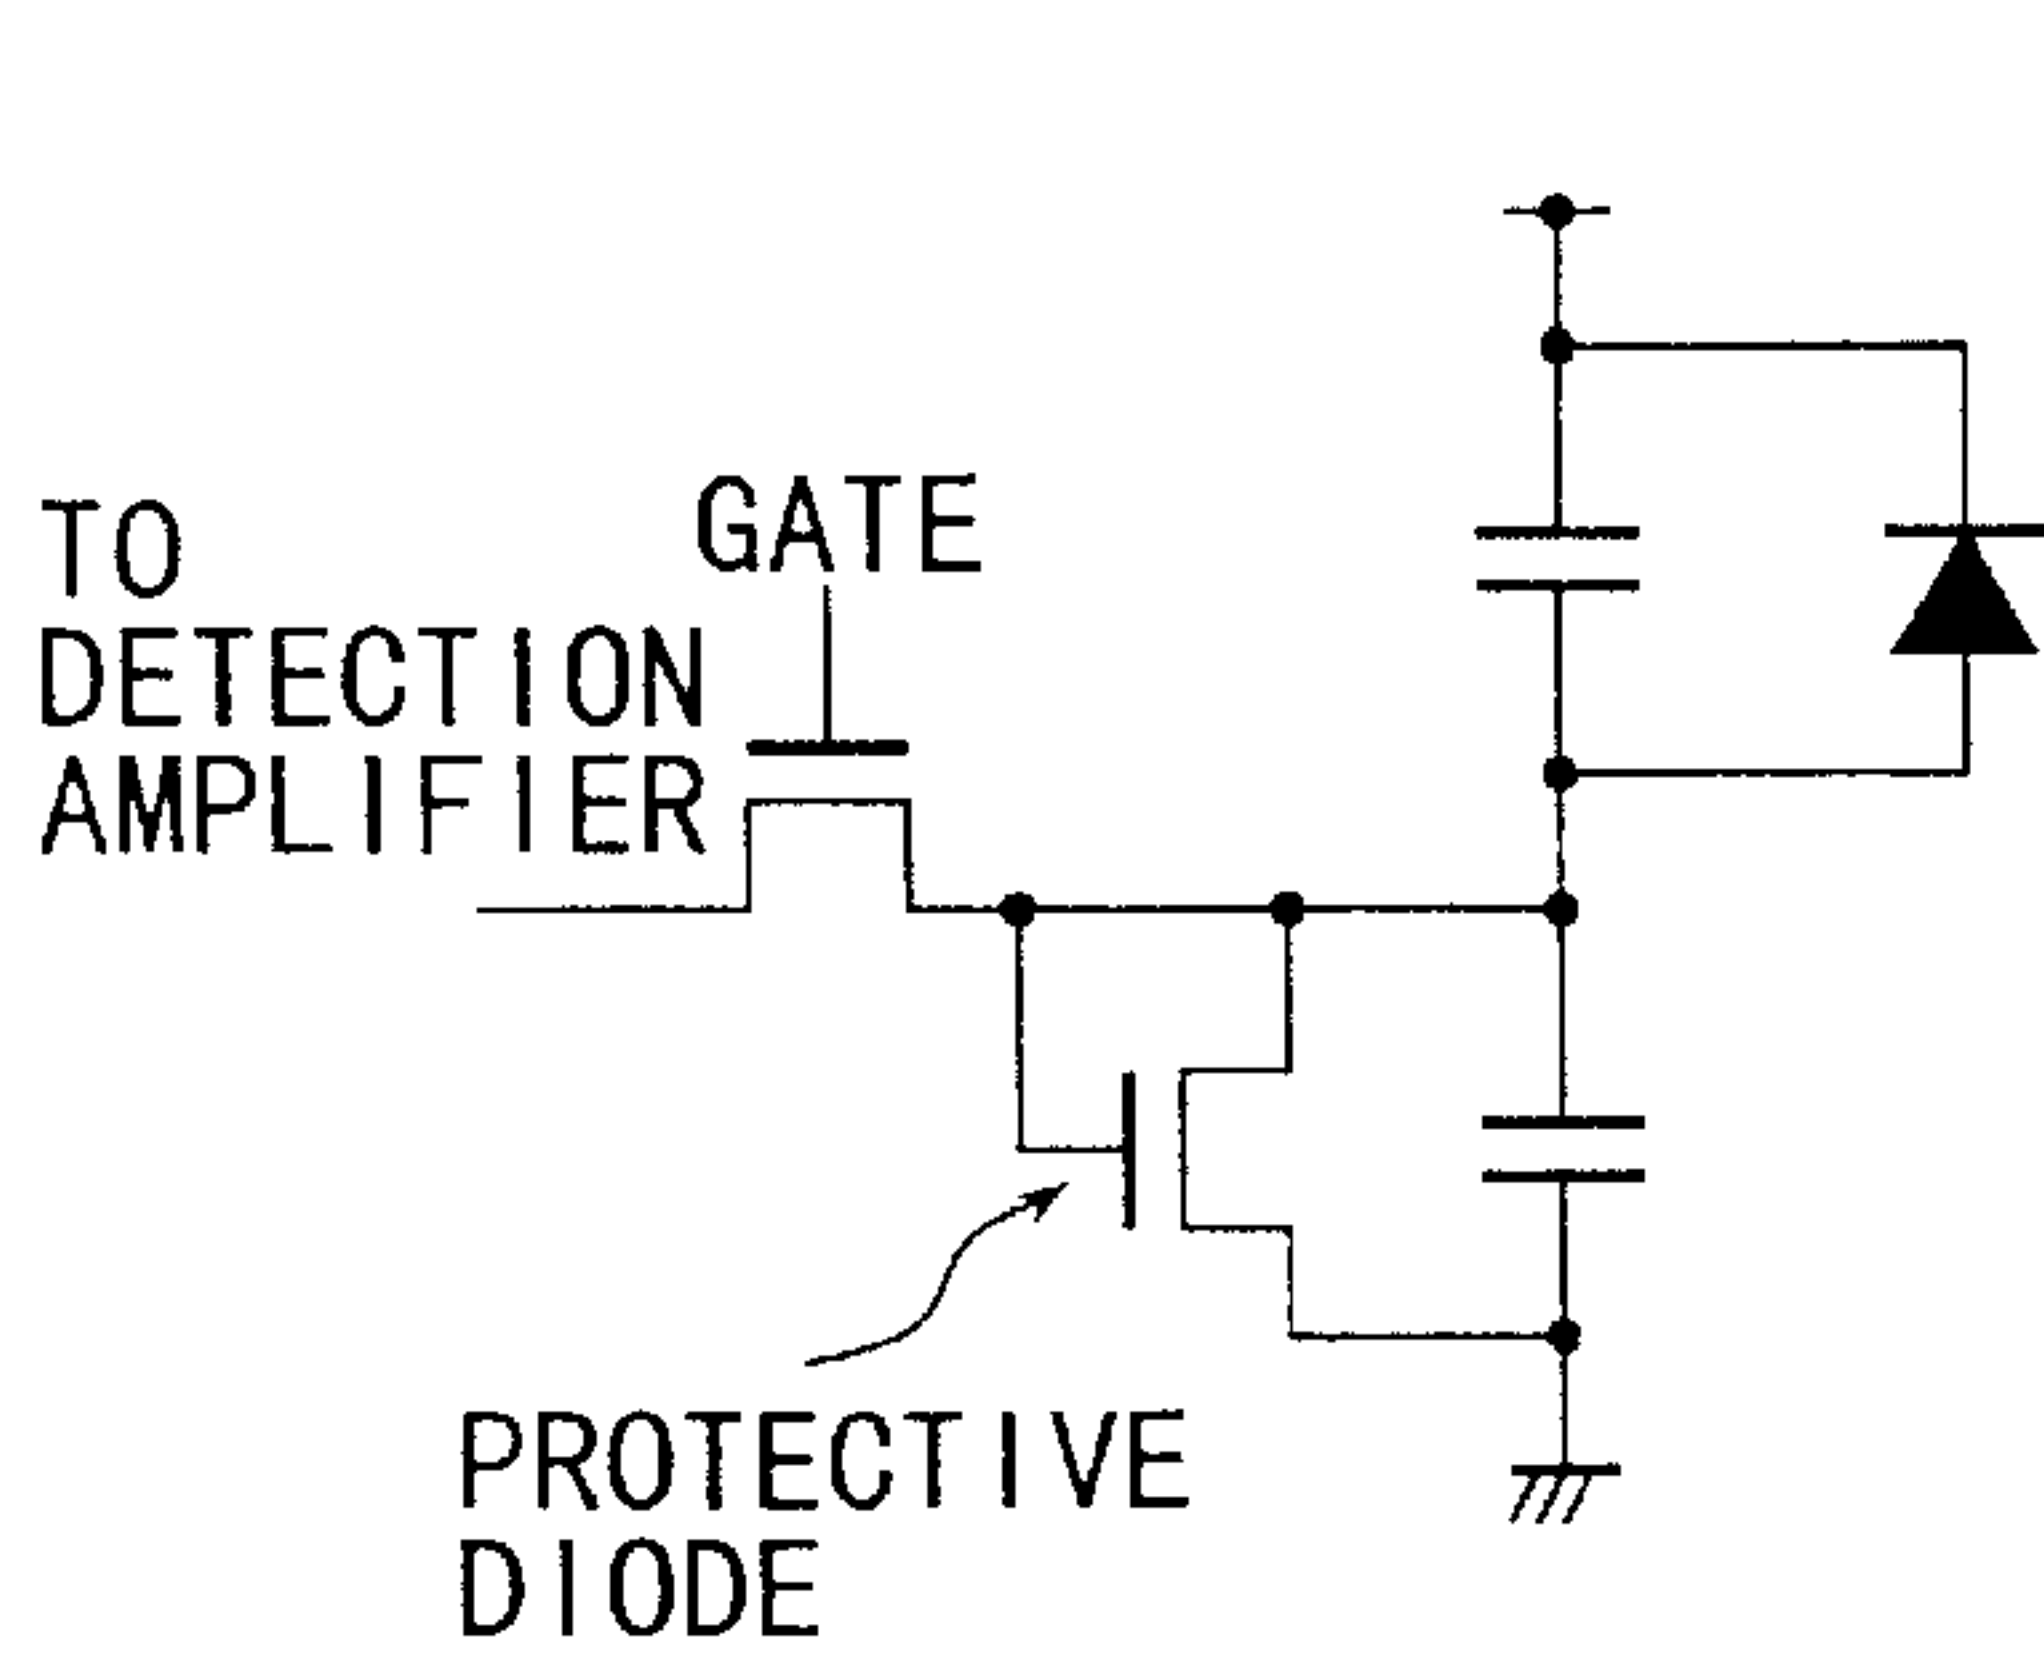 GATE
TO
DETECTION
AMPLIFIER
PROTECTIVE
DIODE